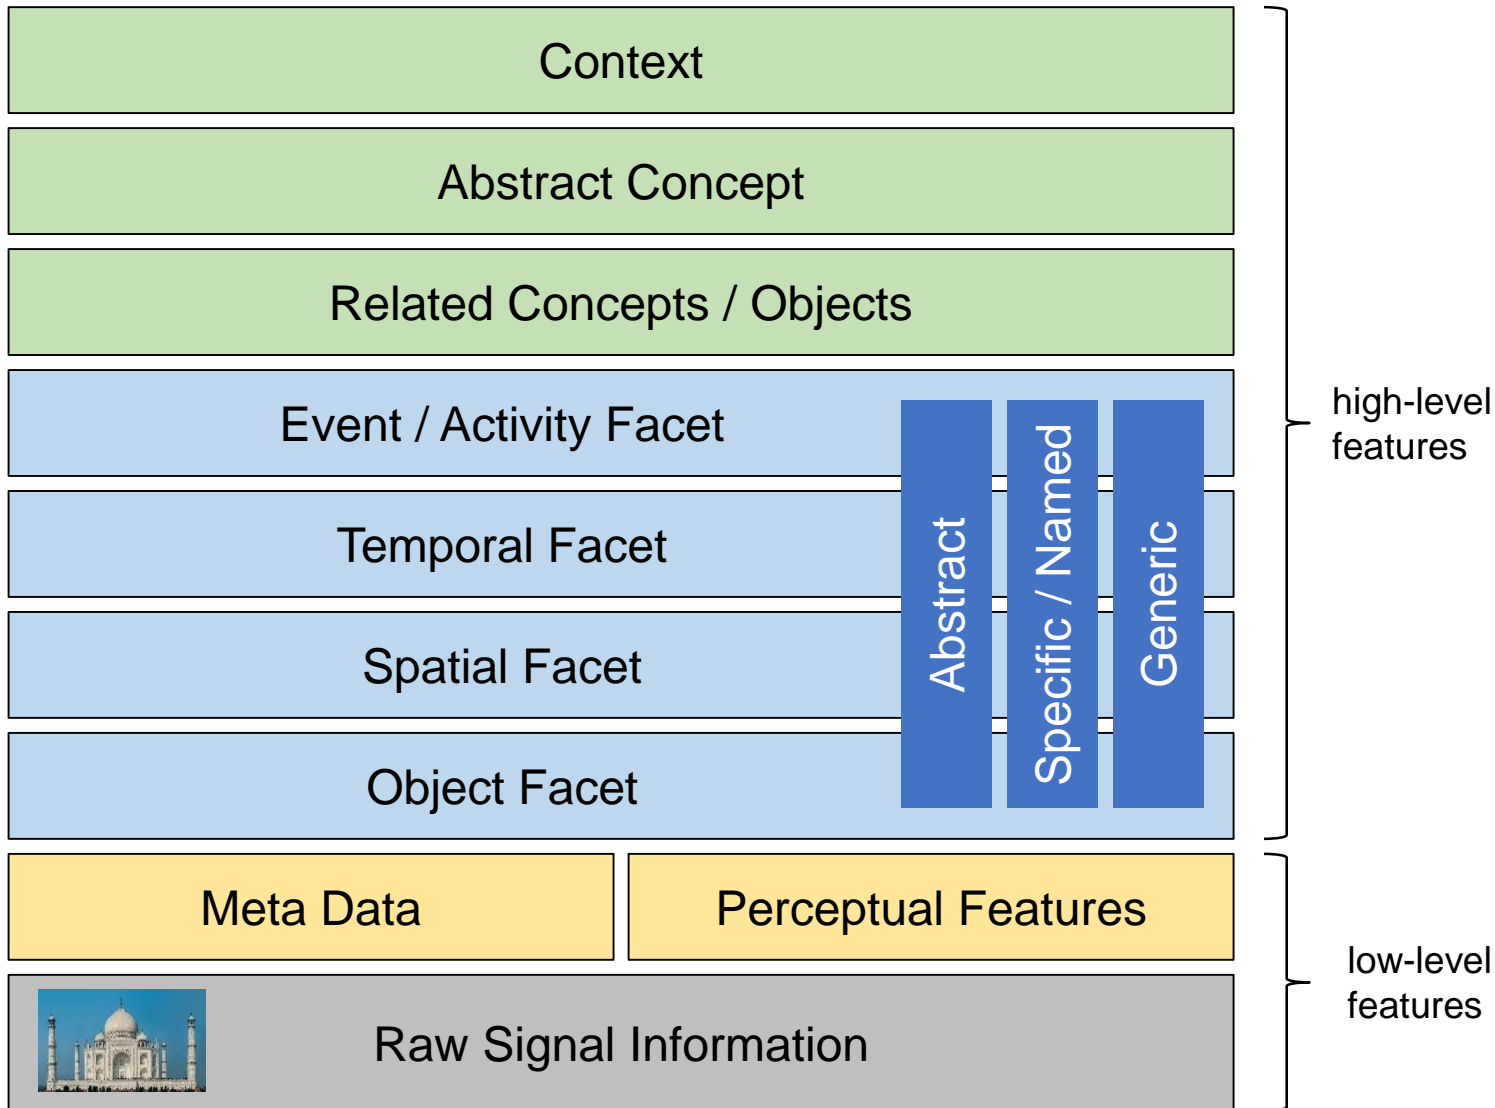 Context
Abstract Concept
Related Concepts / Objects
Event / Activity Facet
Temporal Facet
Spatial Facet
Object Facet
Abstract
Specific / Named
Generic
high-level
features
Meta Data
Perceptual Features
Raw Signal Information
low-level
features